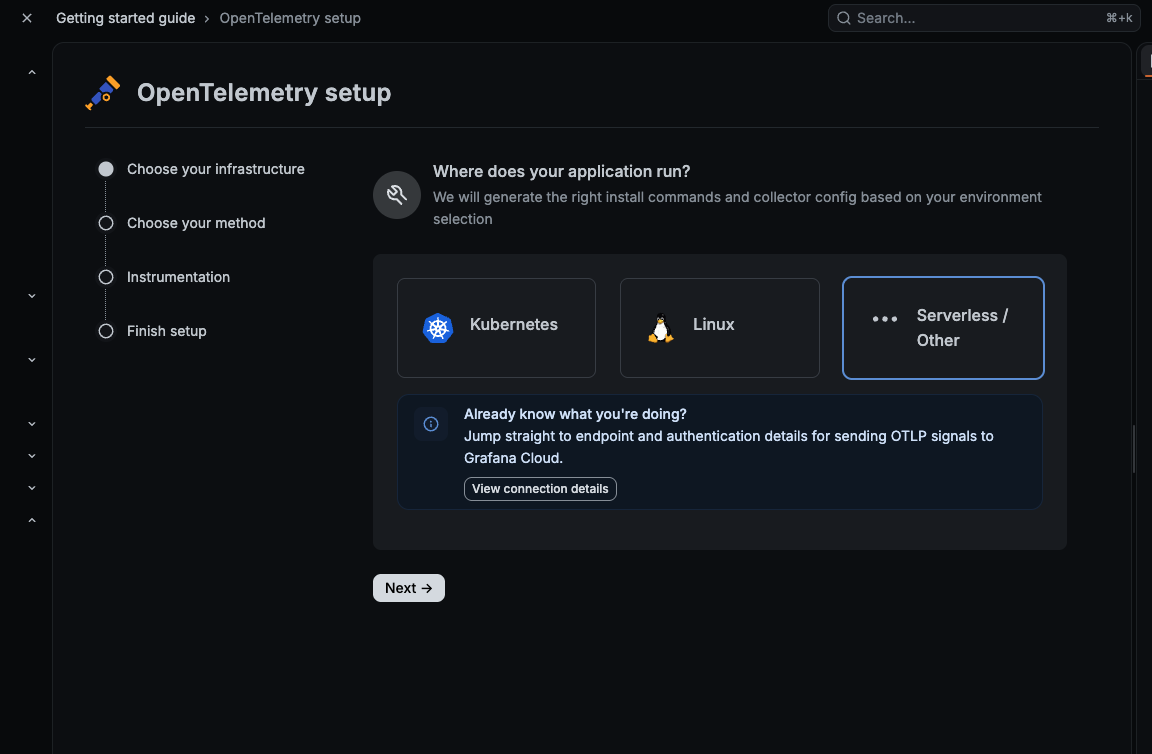 Getting started guide › OpenTelemetry setup
Search... ⌘+k
OpenTelemetry setup
Choose your infrastructure
Choose your method
Instrumentation
Finish setup
Where does your application run?
We will generate the right install commands and collector config based on your environment
selection
Kubernetes
Linux
Serverless /
Other
Already know what you're doing?
Jump straight to endpoint and authentication details for sending OTLP signals to
Grafana Cloud.
View connection details
Next →